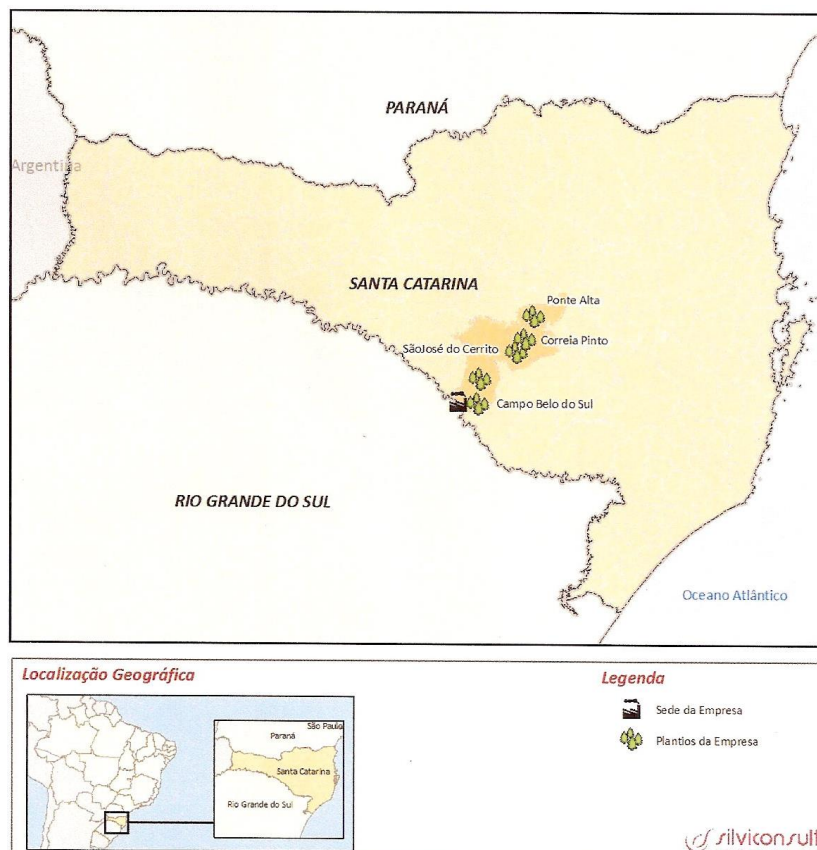 PARANÁ
Argentina
SANTA CATARINA
Ponte Alta
SãoJosé do Cerrito
Correia Pinto
Campo Belo do Sul
RIO GRANDE DO SUL
Oceano Atlântico
Localização Geográfica
São Paulo
Paraná
Santa Catarina
Rio Grande do Sul
Legenda
Sede da Empresa
Plantios da Empresa
silviconsult